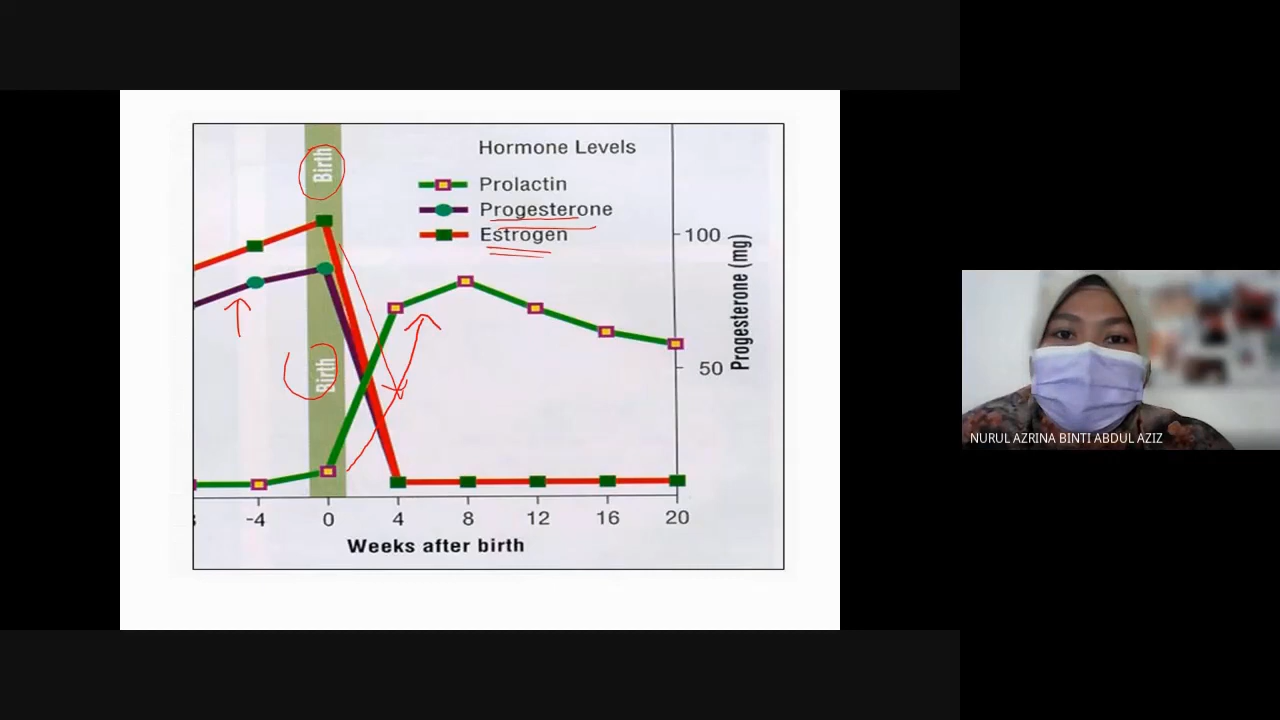 Birth
Hormone Levels
Prolactin
Progesterone
Estrogen
100
50
Progesterone (mg)
Birth
-4 0 4 8 12 16 20
Weeks after birth
NURUL AZRINA BINTI ABDUL AZIZ